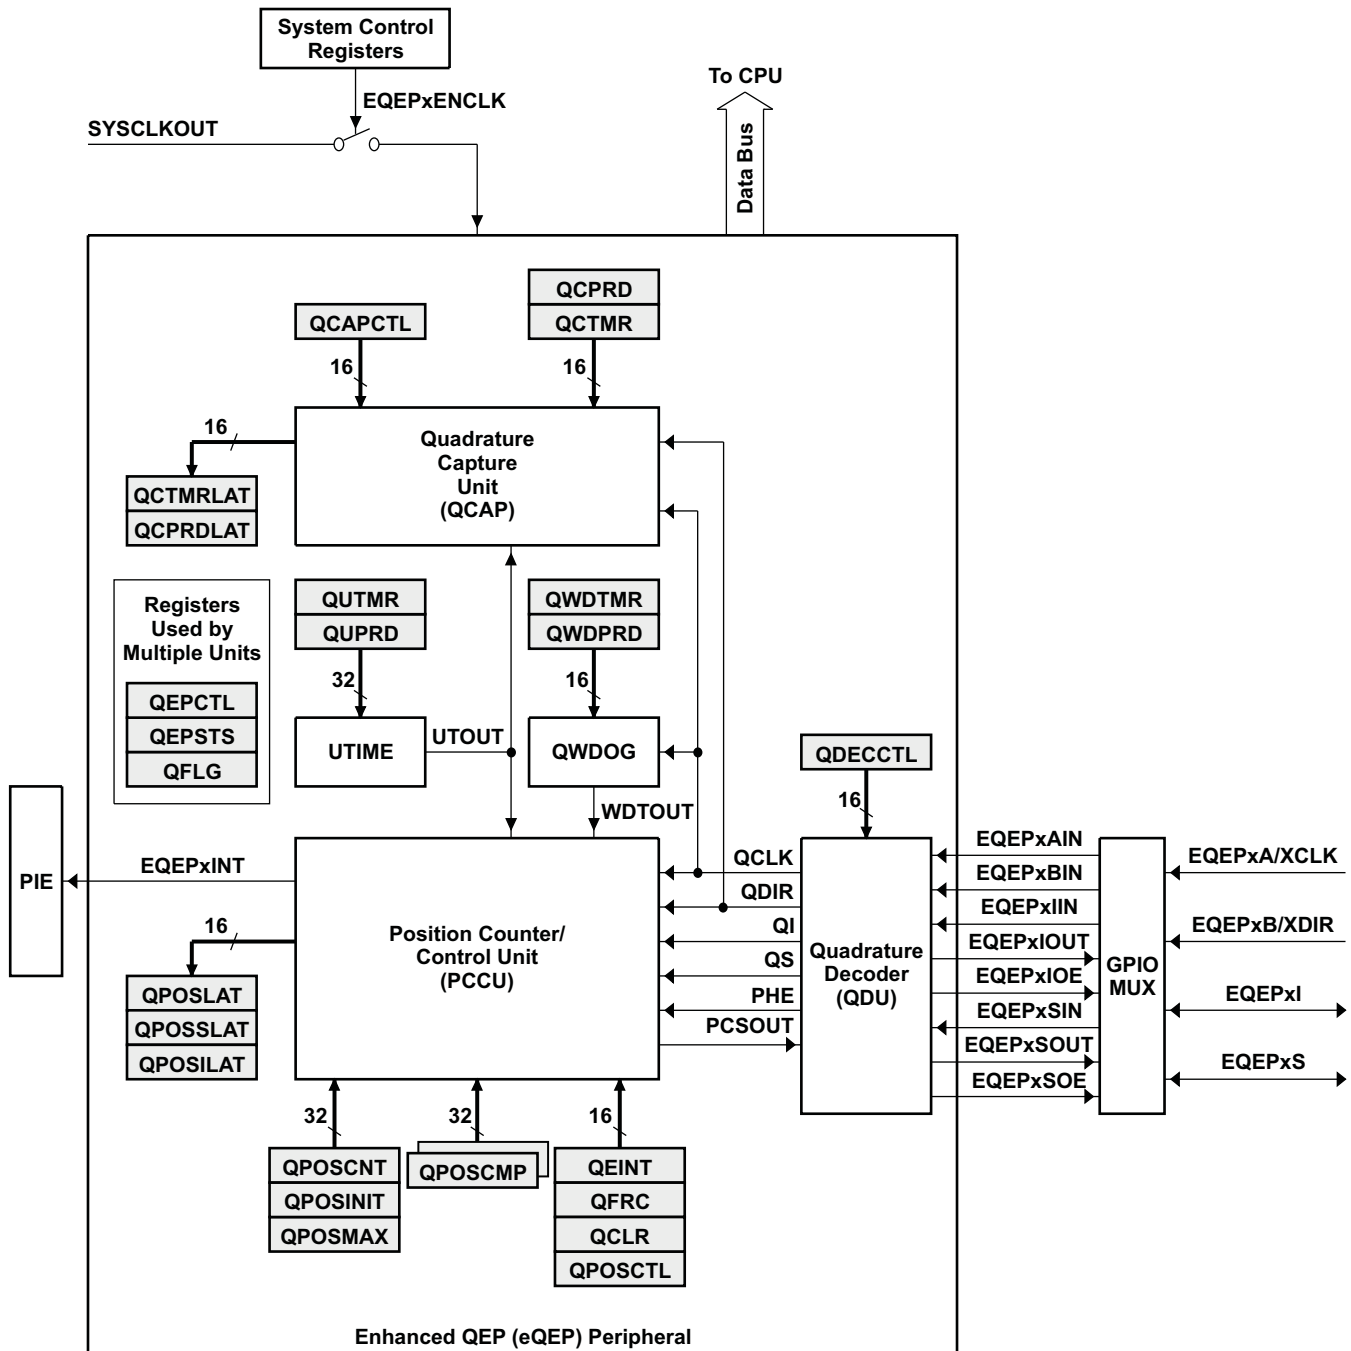 System Control
Registers
To CPU
EQEPxENCLK
SYSCLKOUT
Data Bus
QCPRD
QCAPCTL
QCTMR
16
16
16
Quadrature
Capture
Unit
(QCAP)
QCTMRLAT
QCPRDLAT
Registers
Used by
Multiple Units
QEPCTL
QEPSTS
QFLG
QUTMR
QUPRD
QWDTMR
QWDPRD
32
16
UTIME
UTOUT
QWDOG
QDECCTL
WDTOUT
16
PIE
EQEPxINT
16
Position Counter/
Control Unit
(PCCU)
QCLK
QDIR
QI
QS
PHE
PCSOUT
Quadrature
Decoder
(QDU)
EQEPxAIN
EQEPxBIN
EQEPxIIN
EQEPxIOUT
EQEPxIOE
EQEPxSIN
EQEPxSOUT
EQEPxSOE
GPIO
MUX
EQEPxA/XCLK
EQEPxB/XDIR
EQEPxI
EQEPxS
QPOSLAT
QPOSSLAT
QPOSILAT
32
32
16
QPOSCNT
QPOSINIT
QPOSMAX
QPOSCMP
QEINT
QFRC
QCLR
QPOSCTL
Enhanced QEP (eQEP) Peripheral